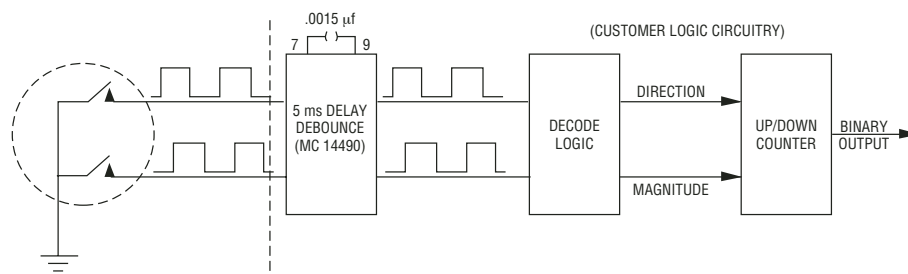 .0015 µf
7 9
(CUSTOMER LOGIC CIRCUITRY)
5 ms DELAY
DEBOUNCE
(MC 14490)
DECODE
LOGIC
DIRECTION
MAGNITUDE
UP/DOWN
COUNTER
BINARY
OUTPUT